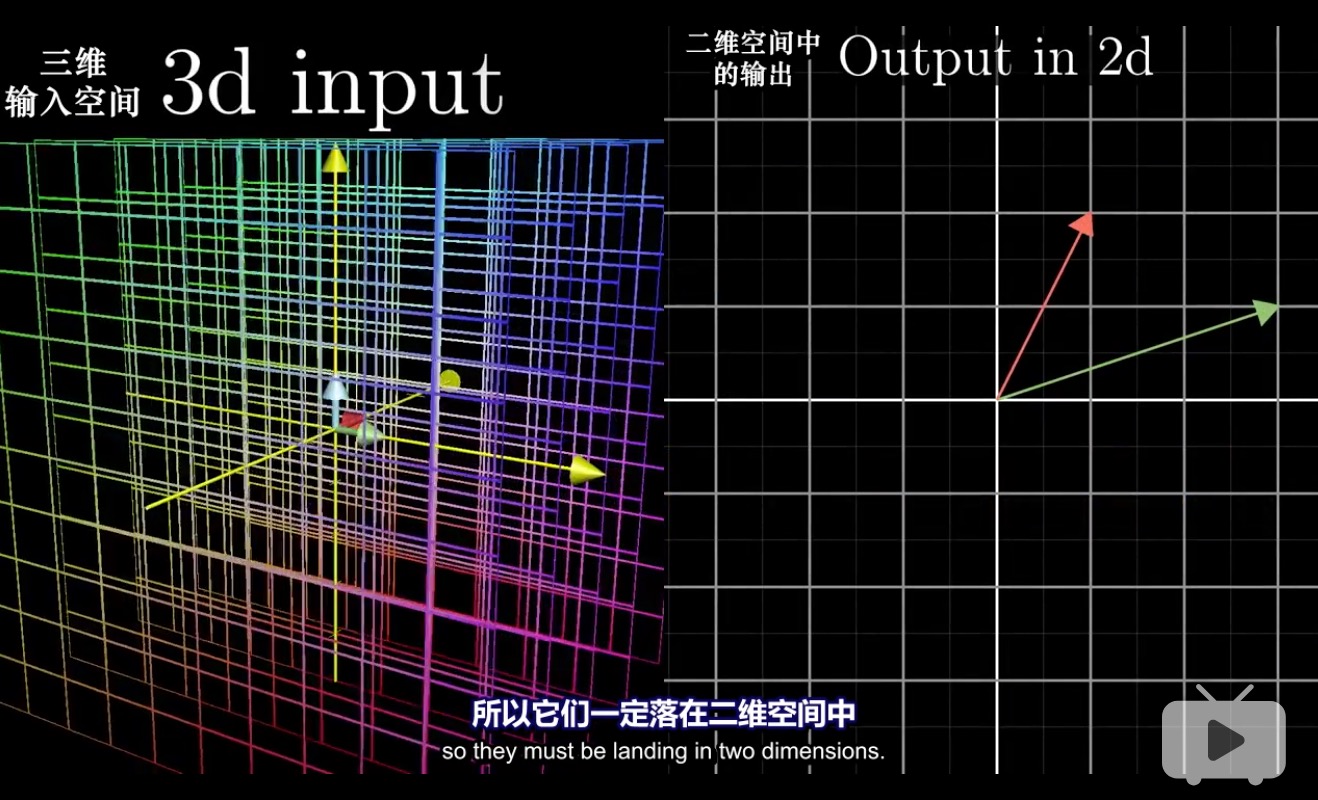 三维
输入空间
3d input
二维空间中
的输出
Output in 2d
所以它们一定落在二维空间中
so they must be landing in two dimensions.